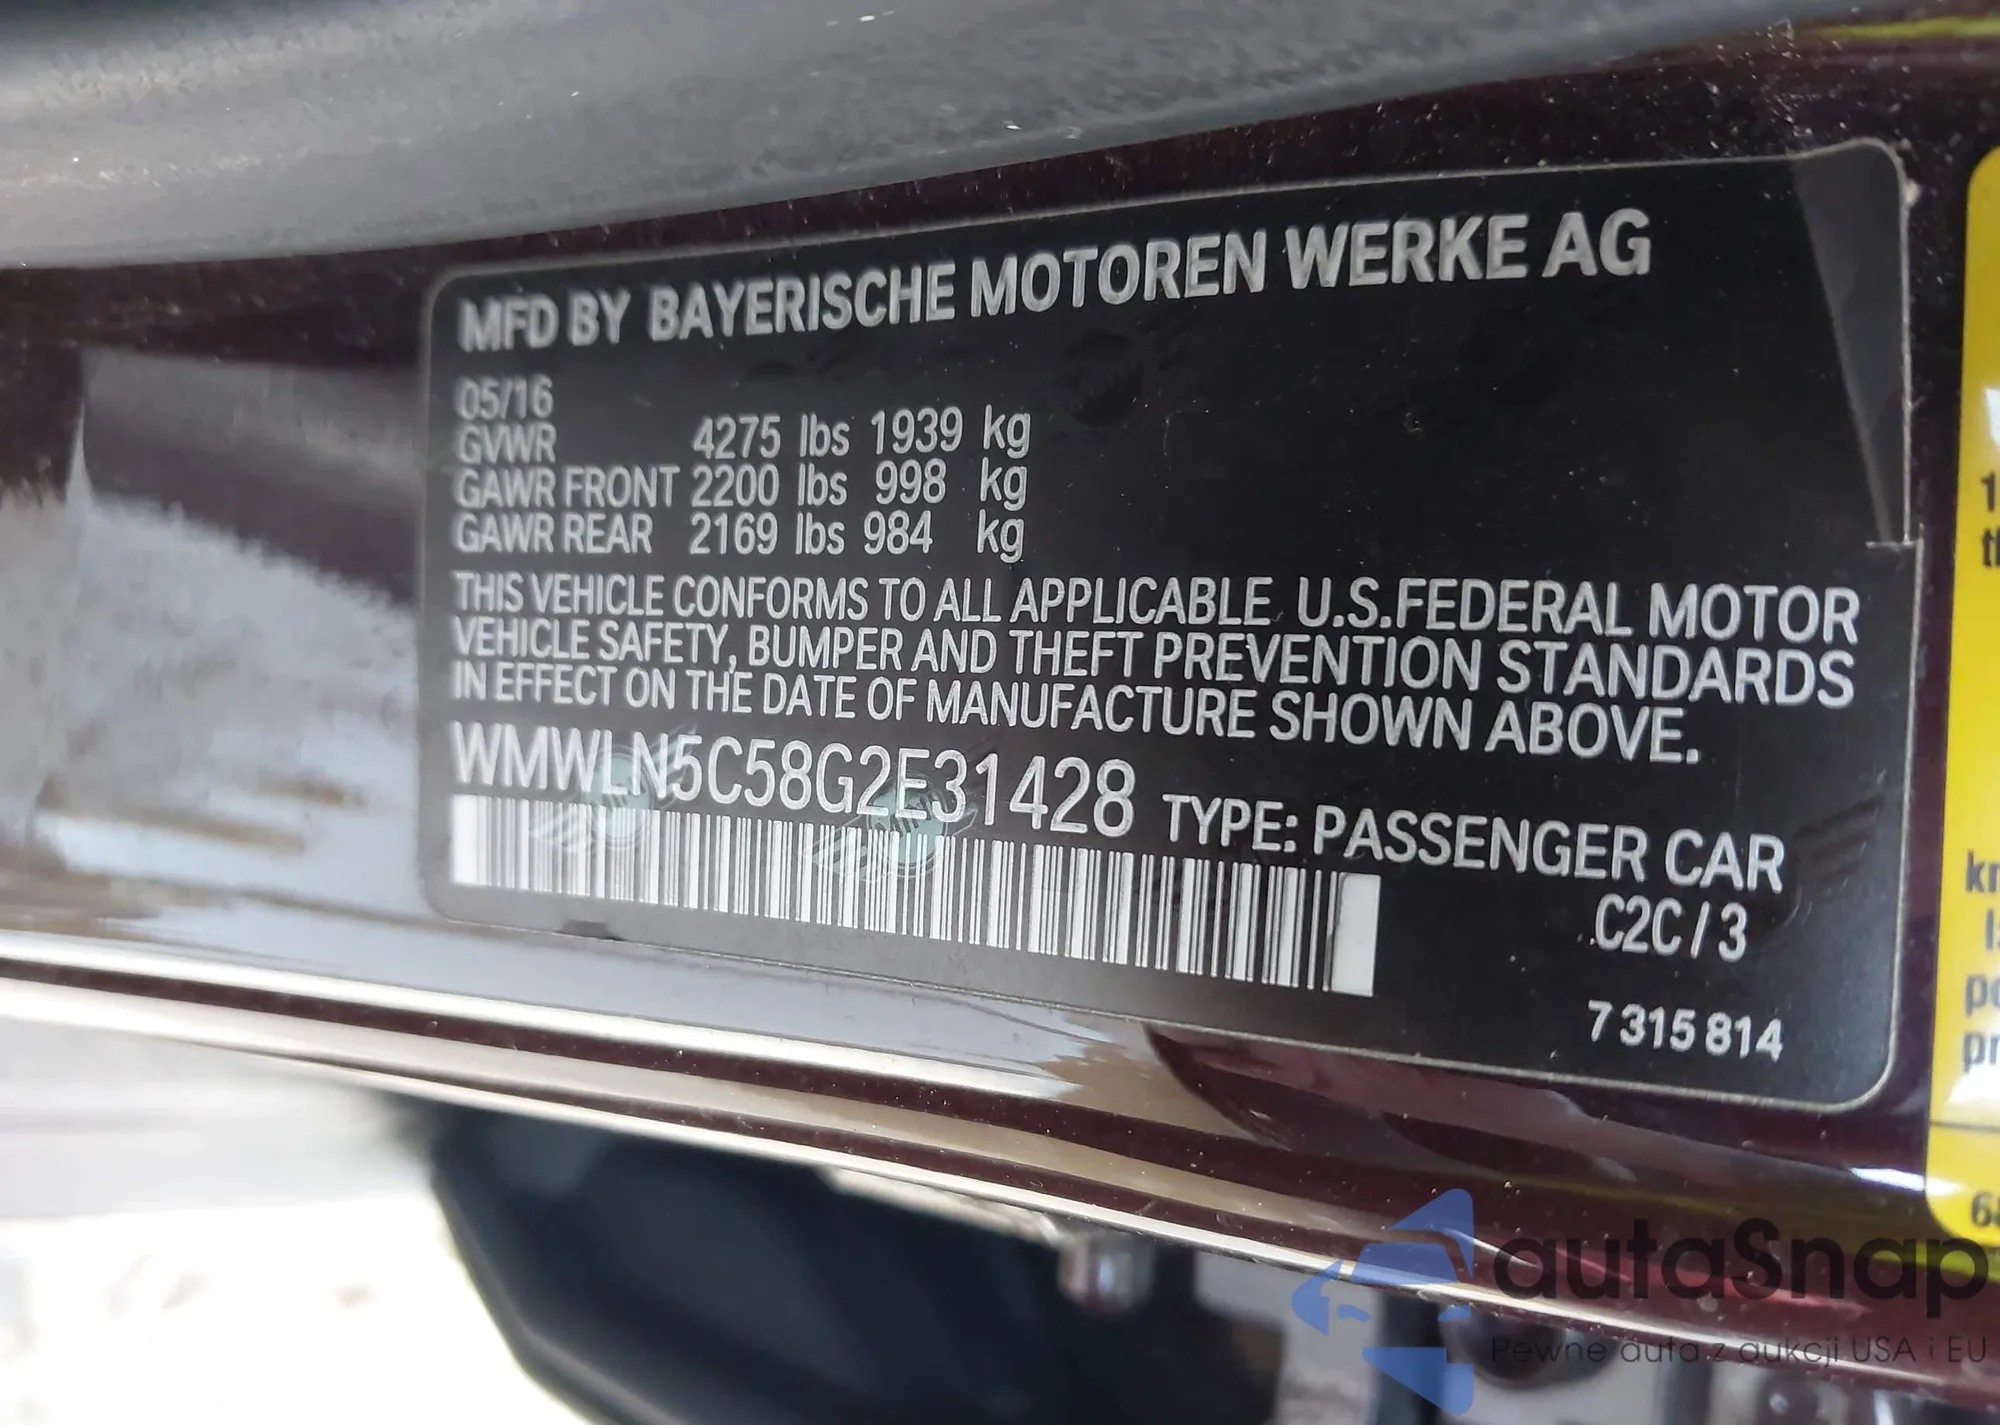 MFD BY BAYERISCHE MOTOREN WERKE AG
05/16
GVWR 4275 lbs 1939 kg
GAWR FRONT 2200 lbs 998 kg
GAWR REAR 2169 lbs 984 kg
THIS VEHICLE CONFORMS TO ALL APPLICABLE U.S.FEDERAL MOTOR
VEHICLE SAFETY, BUMPER AND THEFT PREVENTION STANDARDS
IN EFFECT ON THE DATE OF MANUFACTURE SHOWN ABOVE.
WMWLN5C58G2E31428 TYPE: PASSENGER CAR
C2C / 3
7 315 814
autaSnap
Pewne auta z aukcji USA i EU